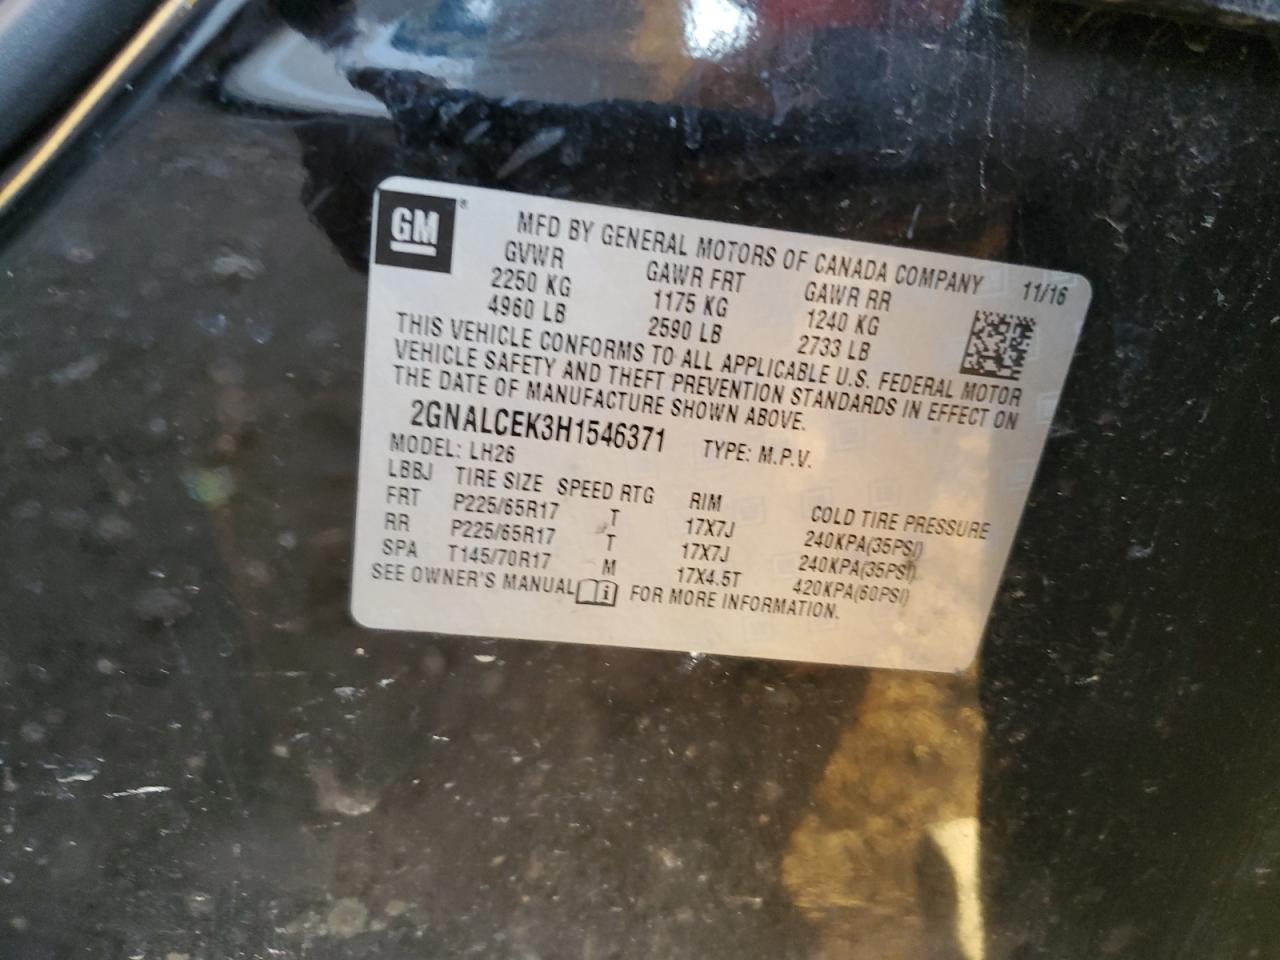 GM ® MFD BY GENERAL MOTORS OF CANADA COMPANY 11/16
GVWR GAWR FRT GAWR RR
2250 KG 1175 KG 1240 KG
4960 LB 2590 LB 2733 LB
THIS VEHICLE CONFORMS TO ALL APPLICABLE U.S. FEDERAL MOTOR
VEHICLE SAFETY AND THEFT PREVENTION STANDARDS IN EFFECT ON
THE DATE OF MANUFACTURE SHOWN ABOVE.
2GNALCEK3H1546371 TYPE: M.P.V.
MODEL: LH26
LBBJ TIRE SIZE SPEED RTG RIM COLD TIRE PRESSURE
FRT P225/65R17 T 17X7J 240KPA(35PSI)
RR P225/65R17 T 17X7J 240KPA(35PSI)
SPA T145/70R17 M 17X4.5T 420KPA(60PSI)
SEE OWNER'S MANUAL i FOR MORE INFORMATION.